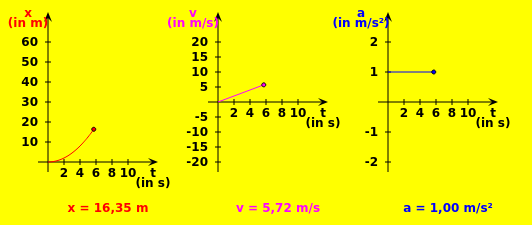 x
(in m)
60
50
40
30
20
10
2 4 6 8 10 t
(in s)
x = 16,35 m
v
(in m/s)
20
15
10
5
2 4 6 8 10 t
(in s)
-5
-10
-15
-20
v = 5,72 m/s
a
(in m/s²)
2
1
2 4 6 8 10 t
(in s)
-1
-2
a = 1,00 m/s²